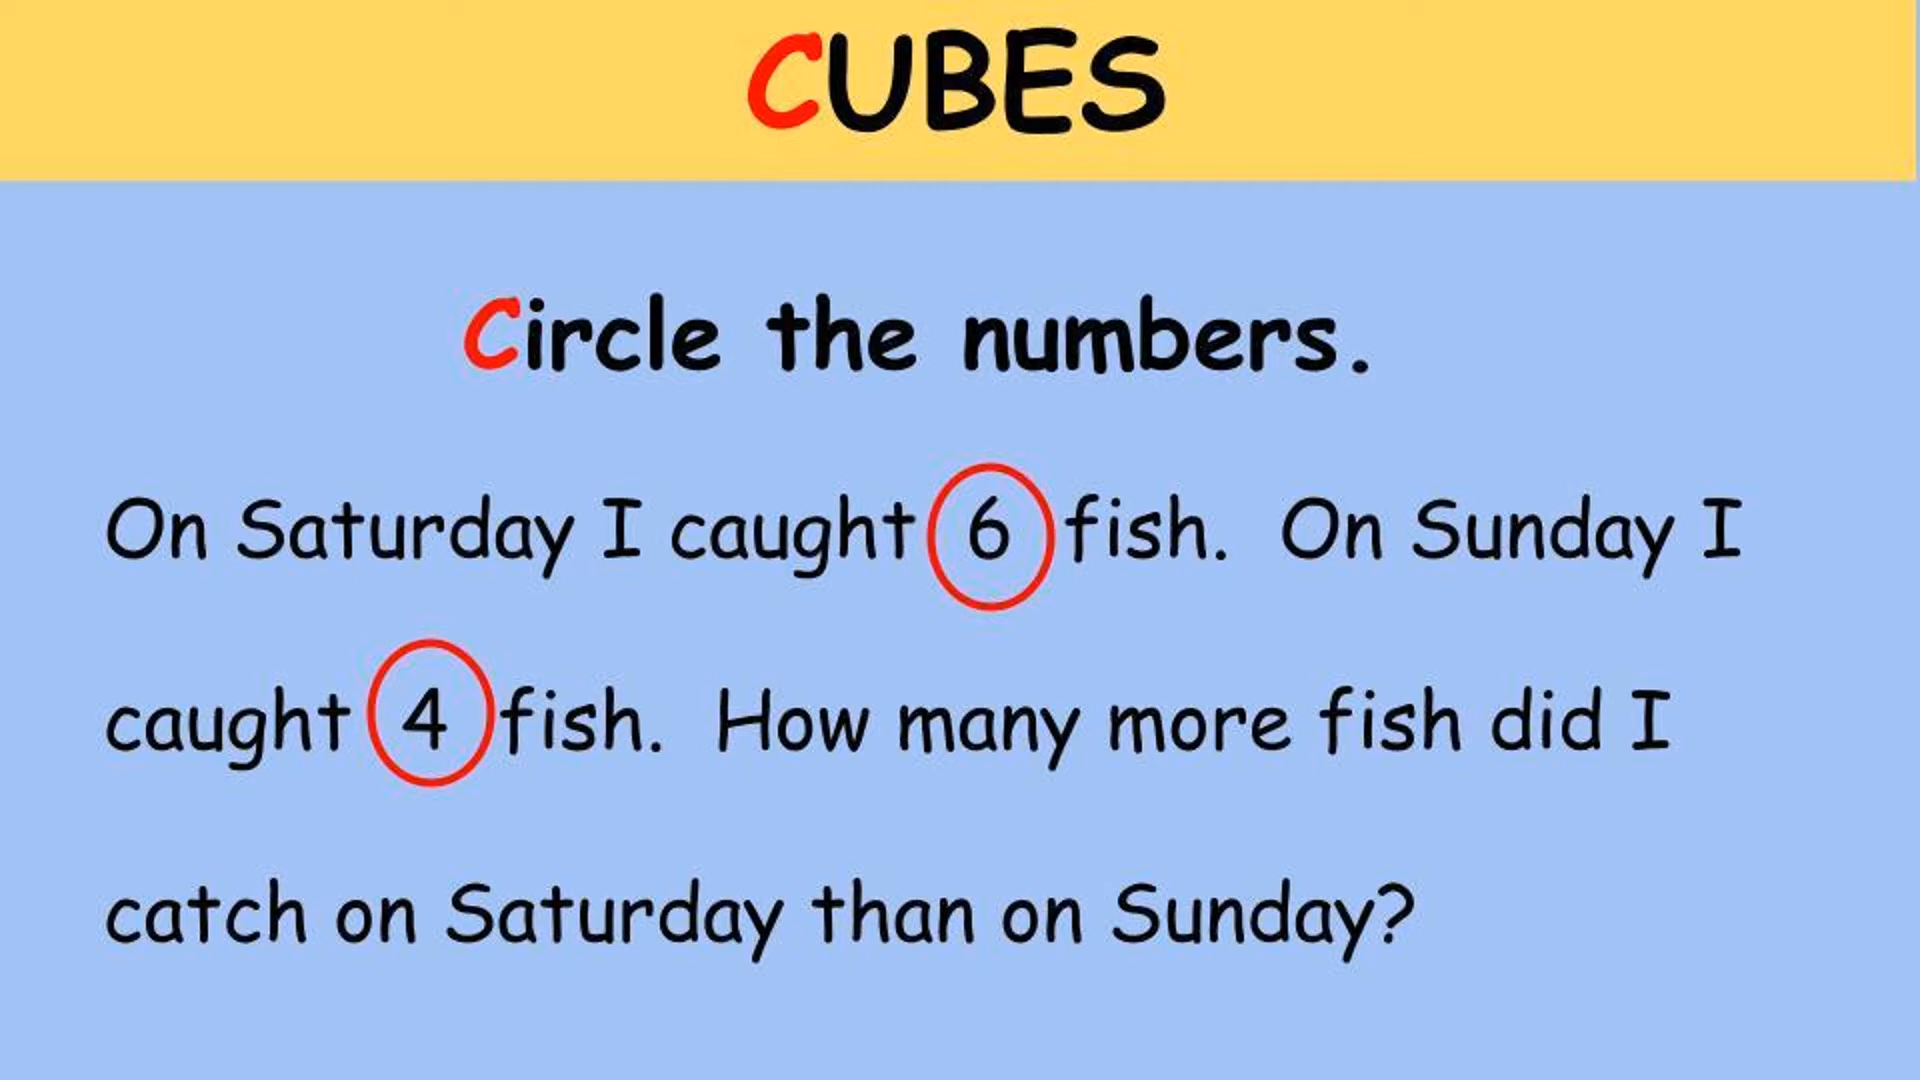 CUBES
Circle the numbers.
On Saturday I caught 6 fish. On Sunday I
caught 4 fish. How many more fish did I
catch on Saturday than on Sunday?